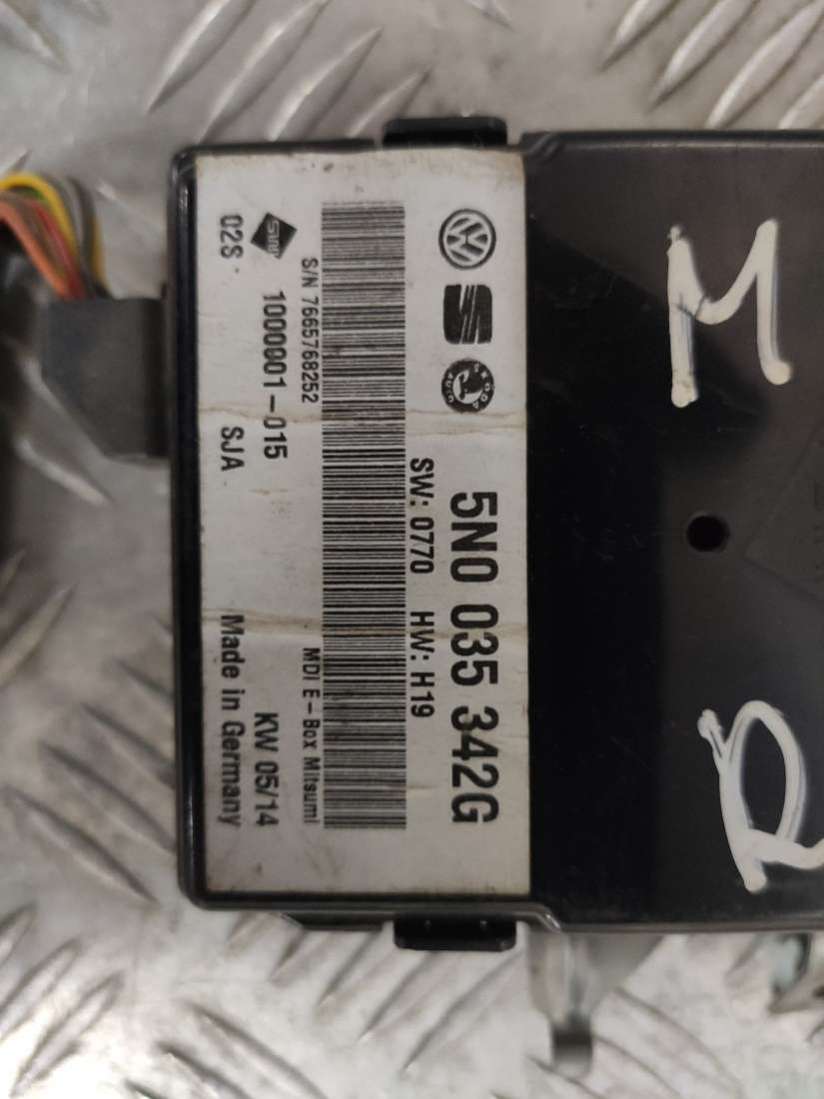 5N0 035 342G
SW: 0770 HW: H19
S/N 7665768252
MDI E-Box Mitsumi
1000001-015
KW 05/14
02S
SJA
Made in Germany
M
R